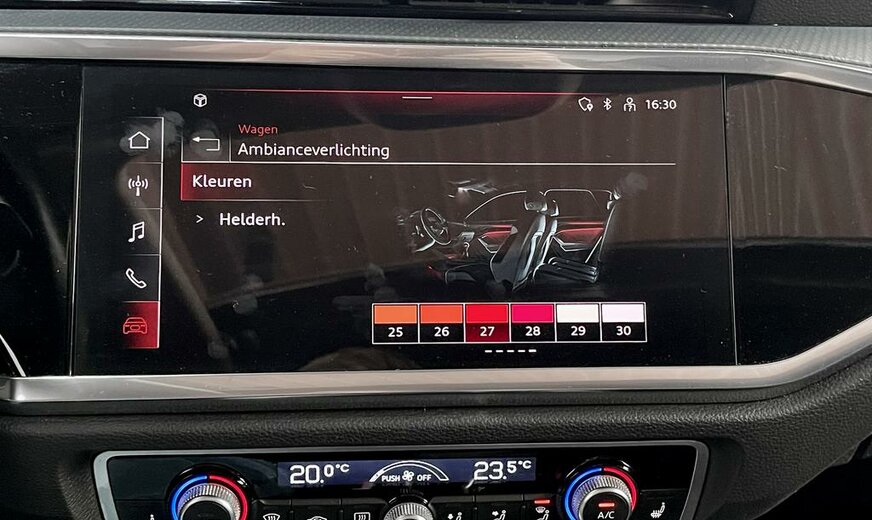 16:30
Wagen
Ambianceverlichting
Kleuren
> Helderh.
25 26 27 28 29 30
20.0°C PUSH OFF 23.5°C
A/C